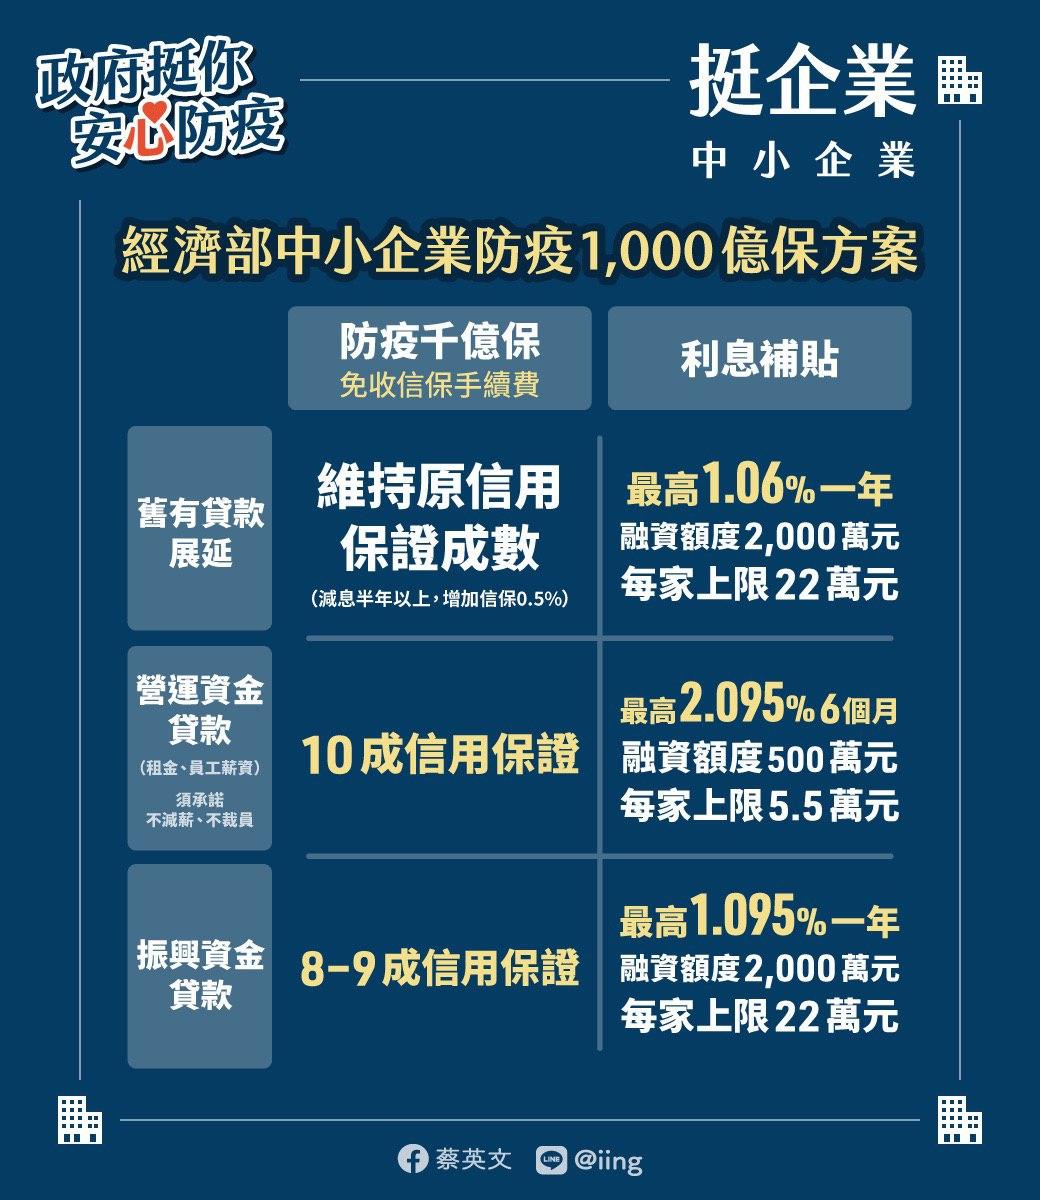 政府挺你
安心防疫
挺企業
中小企業
經濟部中小企業防疫1,000億保方案
防疫千億保
免收信保手續費
利息補貼
舊有貸款
展延
維持原信用
保證成數
(減息半年以上,增加信保0.5%)
最高1.06%一年
融資額度2,000萬元
每家上限22萬元
營運資金
貸款
(租金、員工薪資)
須承諾
不減薪、不裁員
10成信用保證
最高2.095%6個月
融資額度500萬元
每家上限5.5萬元
振興資金
貸款
8-9成信用保證
最高1.095%一年
融資額度2,000萬元
每家上限22萬元
蔡英文 LINE @iing